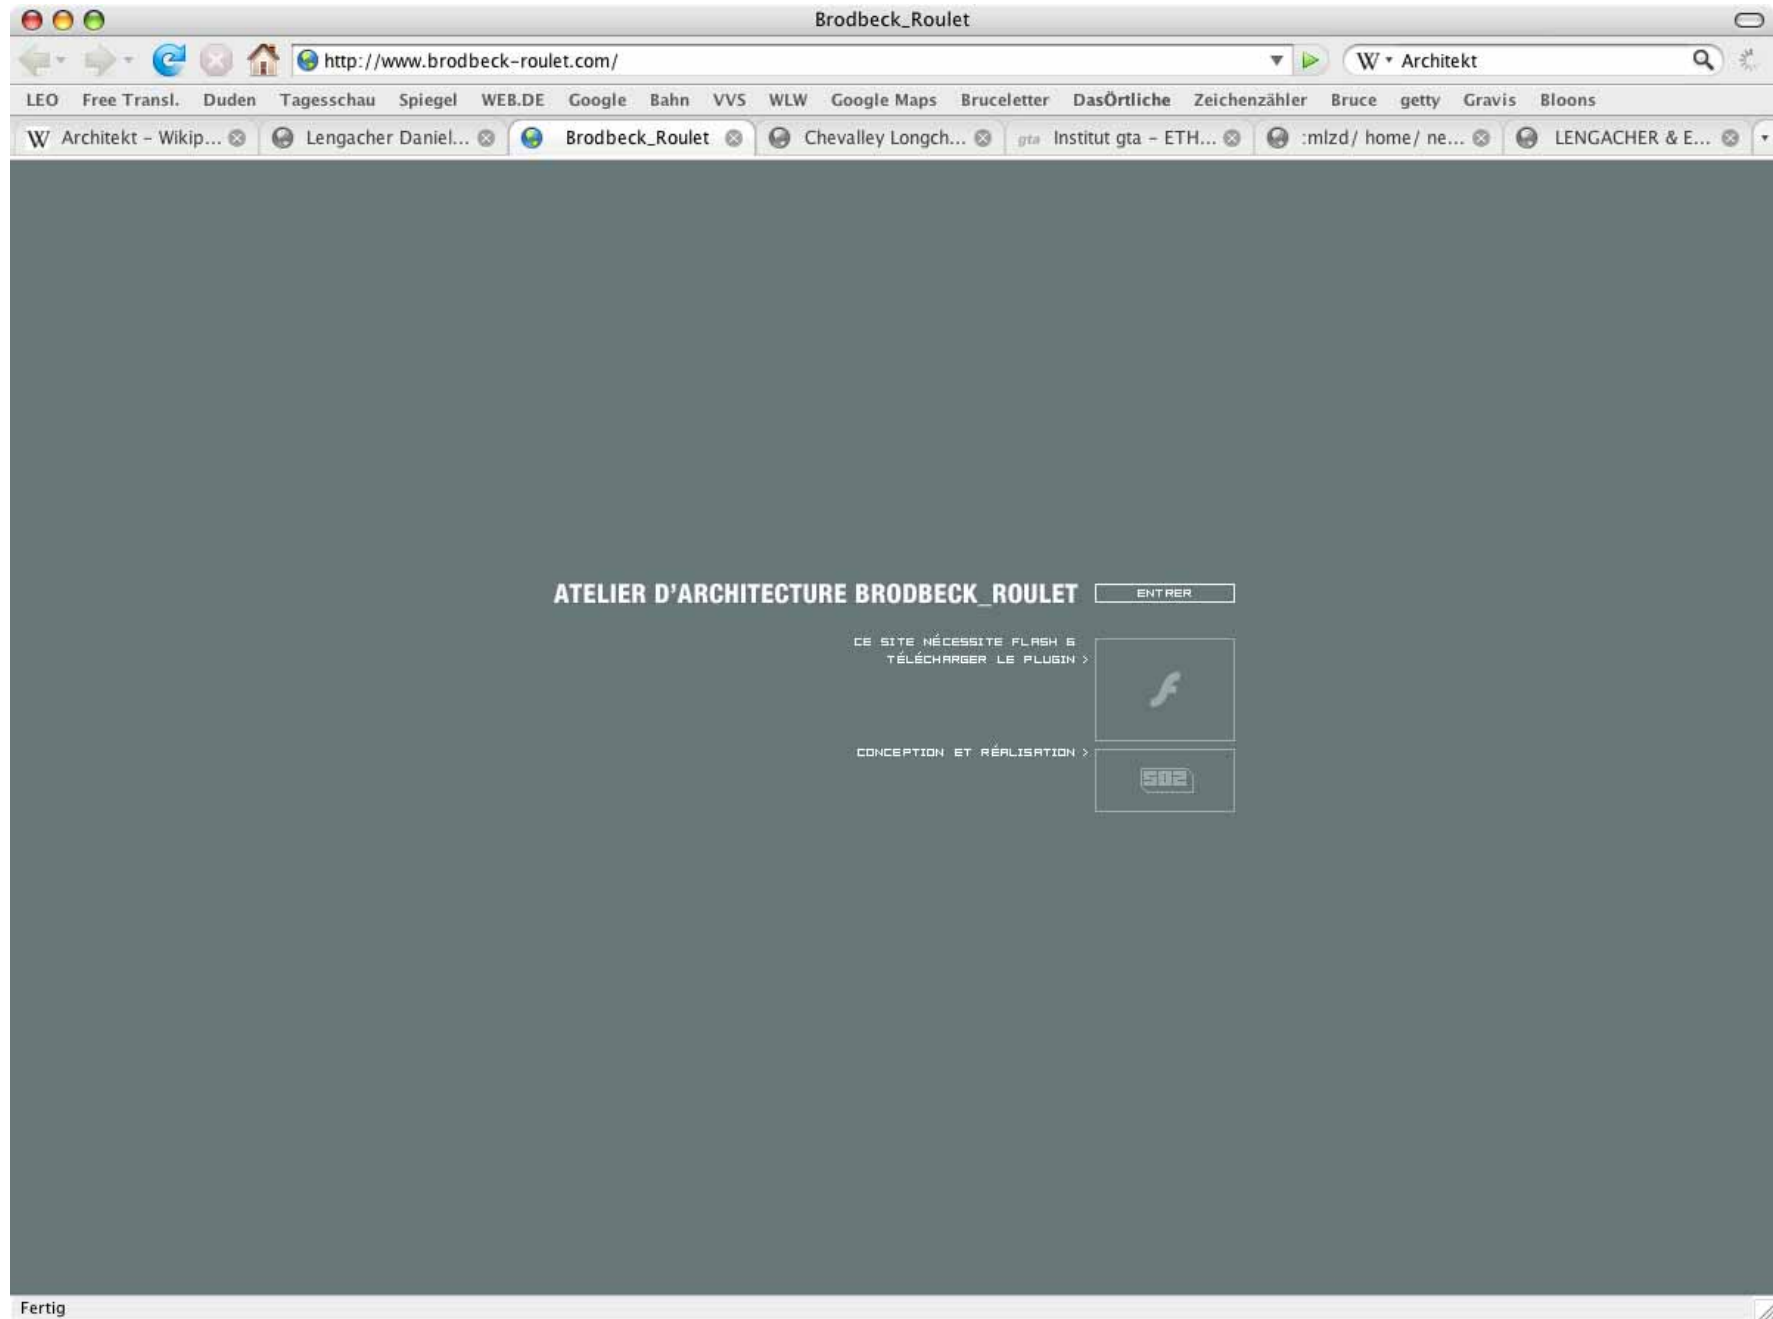 Brodbeck_Roulet
http://www.brodbeck-roulet.com/
W Architekt
LEO Free Transl. Duden Tagesschau Spiegel WEB.DE Google Bahn VVS WLW Google Maps Bruceletter DasÖrtliche Zeichenzähler Bruce getty Gravis Bloons
W Architekt – Wikip... Lengacher Daniel... Brodbeck_Roulet Chevalley Longch... gta Institut gta – ETH... :mlzd/ home/ ne... LENGACHER & E...
ATELIER D'ARCHITECTURE BRODBECK_ROULET ENTRER
CE SITE NÉCESSITE FLASH 6
TÉLÉCHARGER LE PLUGIN >
CONCEPTION ET RÉALISATION >
502
Fertig